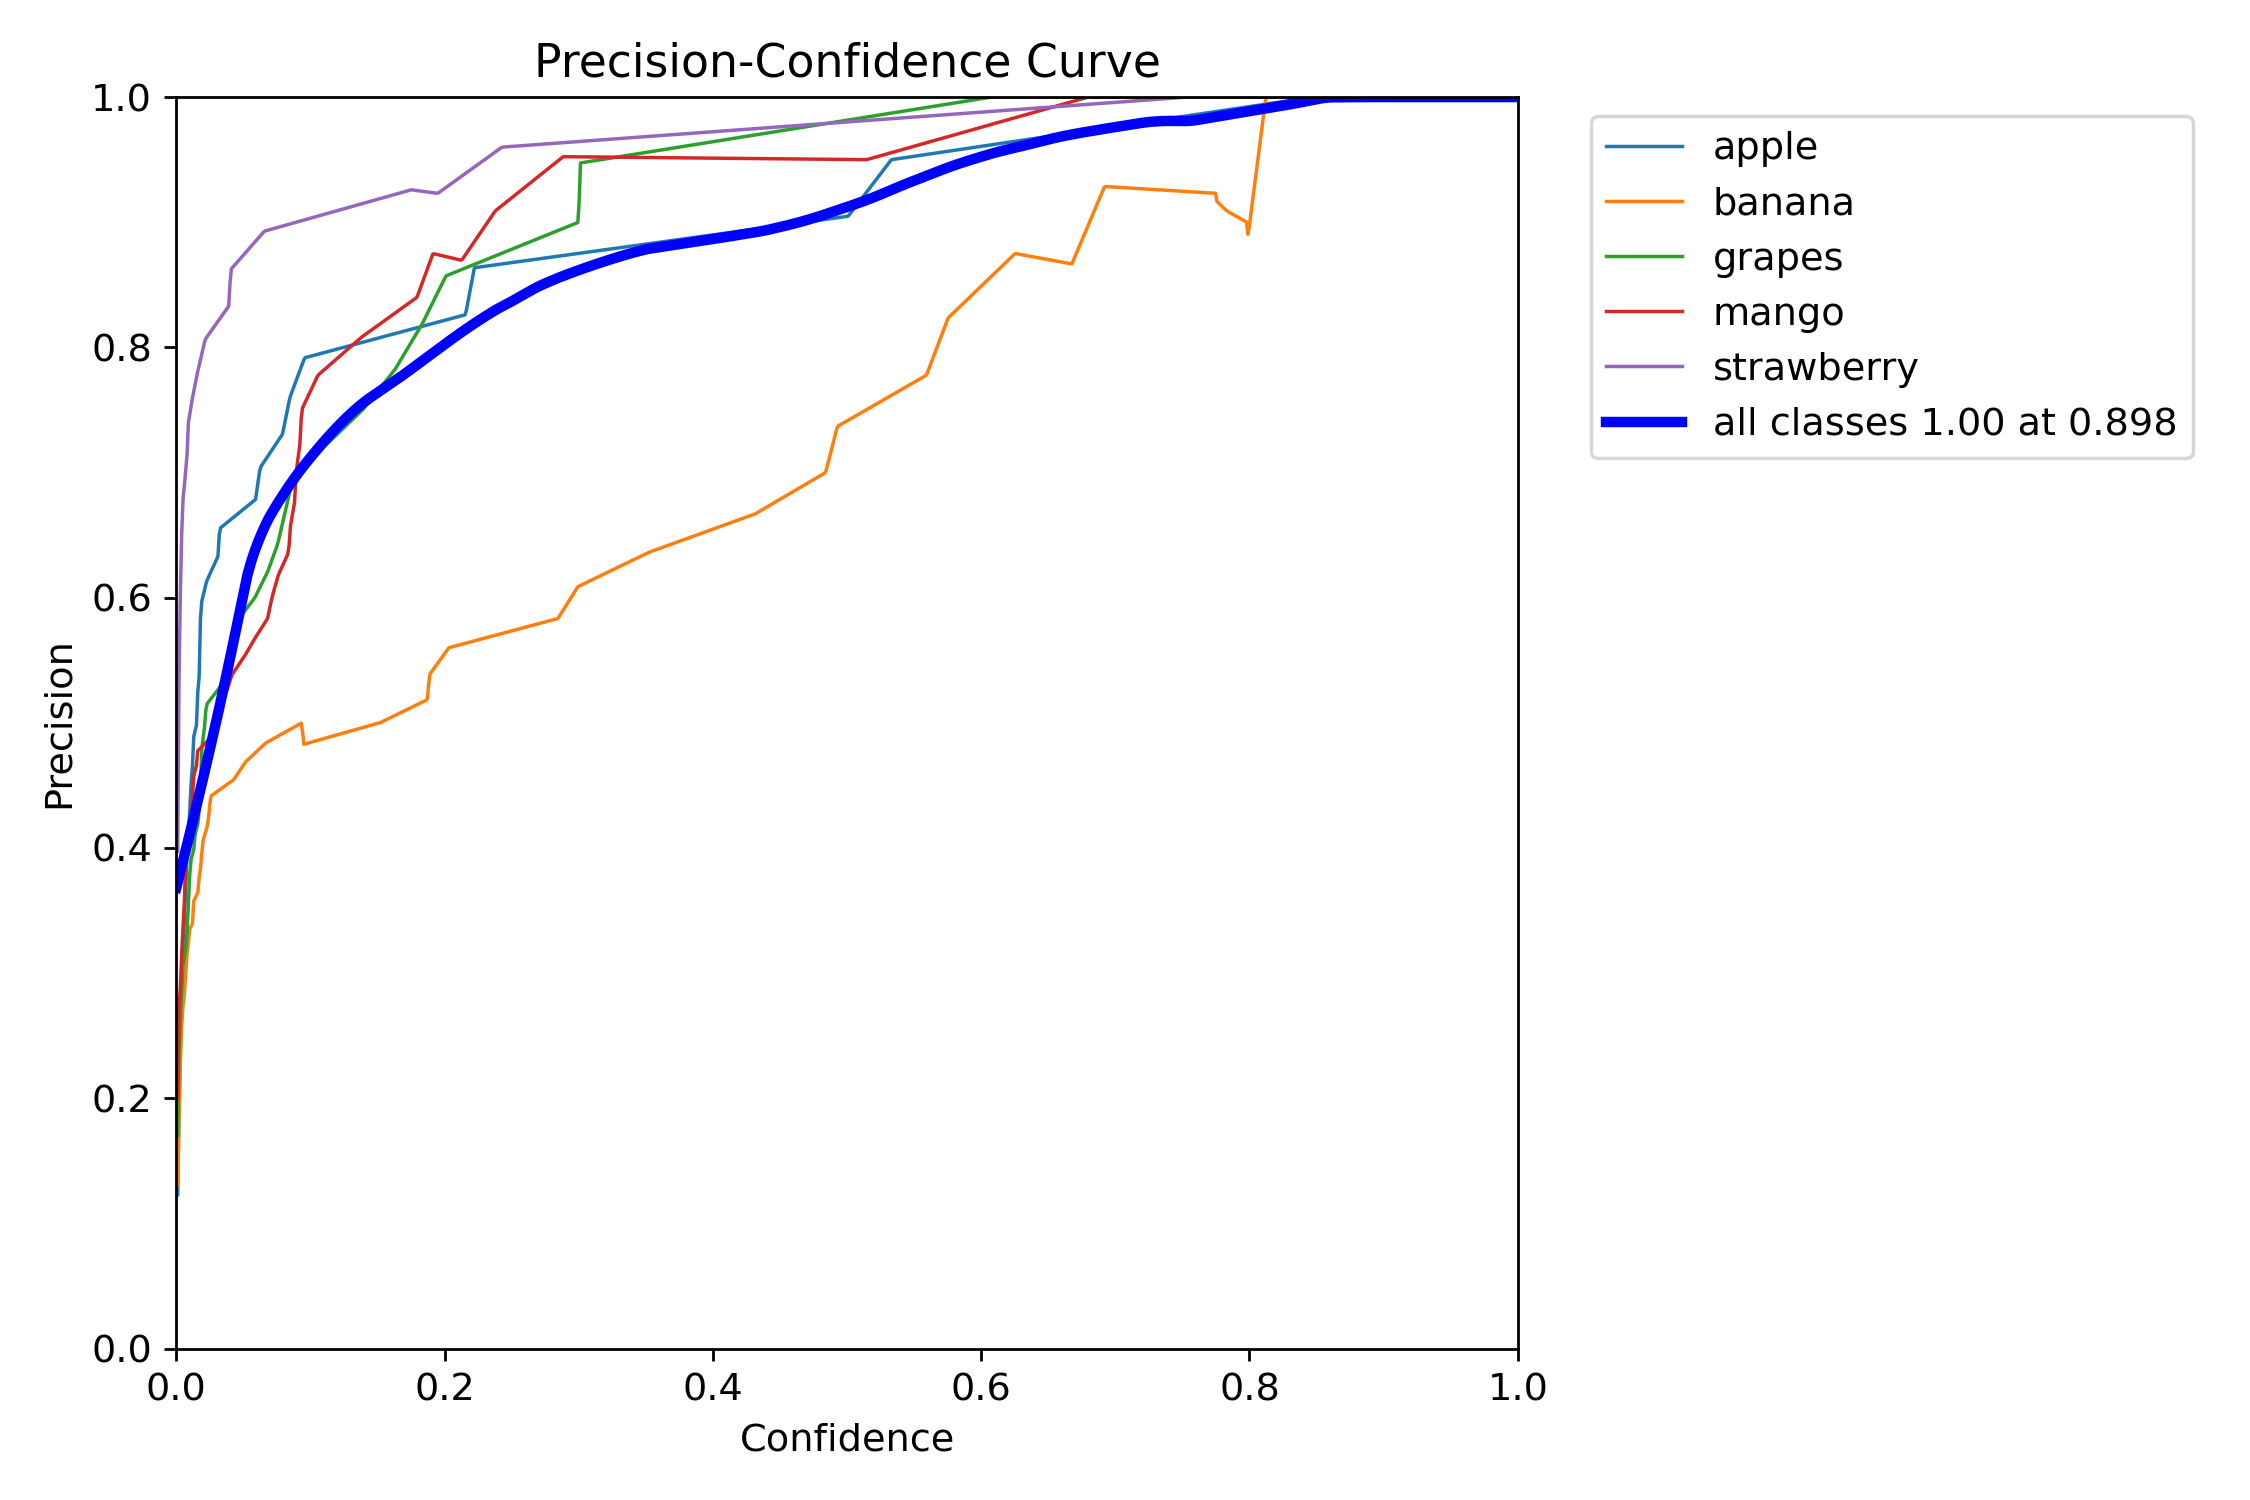 Precision-Confidence Curve
1.0
0.8
0.6
0.4
0.2
0.0
Precision
0.0 0.2 0.4 0.6 0.8 1.0
Confidence
apple
banana
grapes
mango
strawberry
all classes 1.00 at 0.898